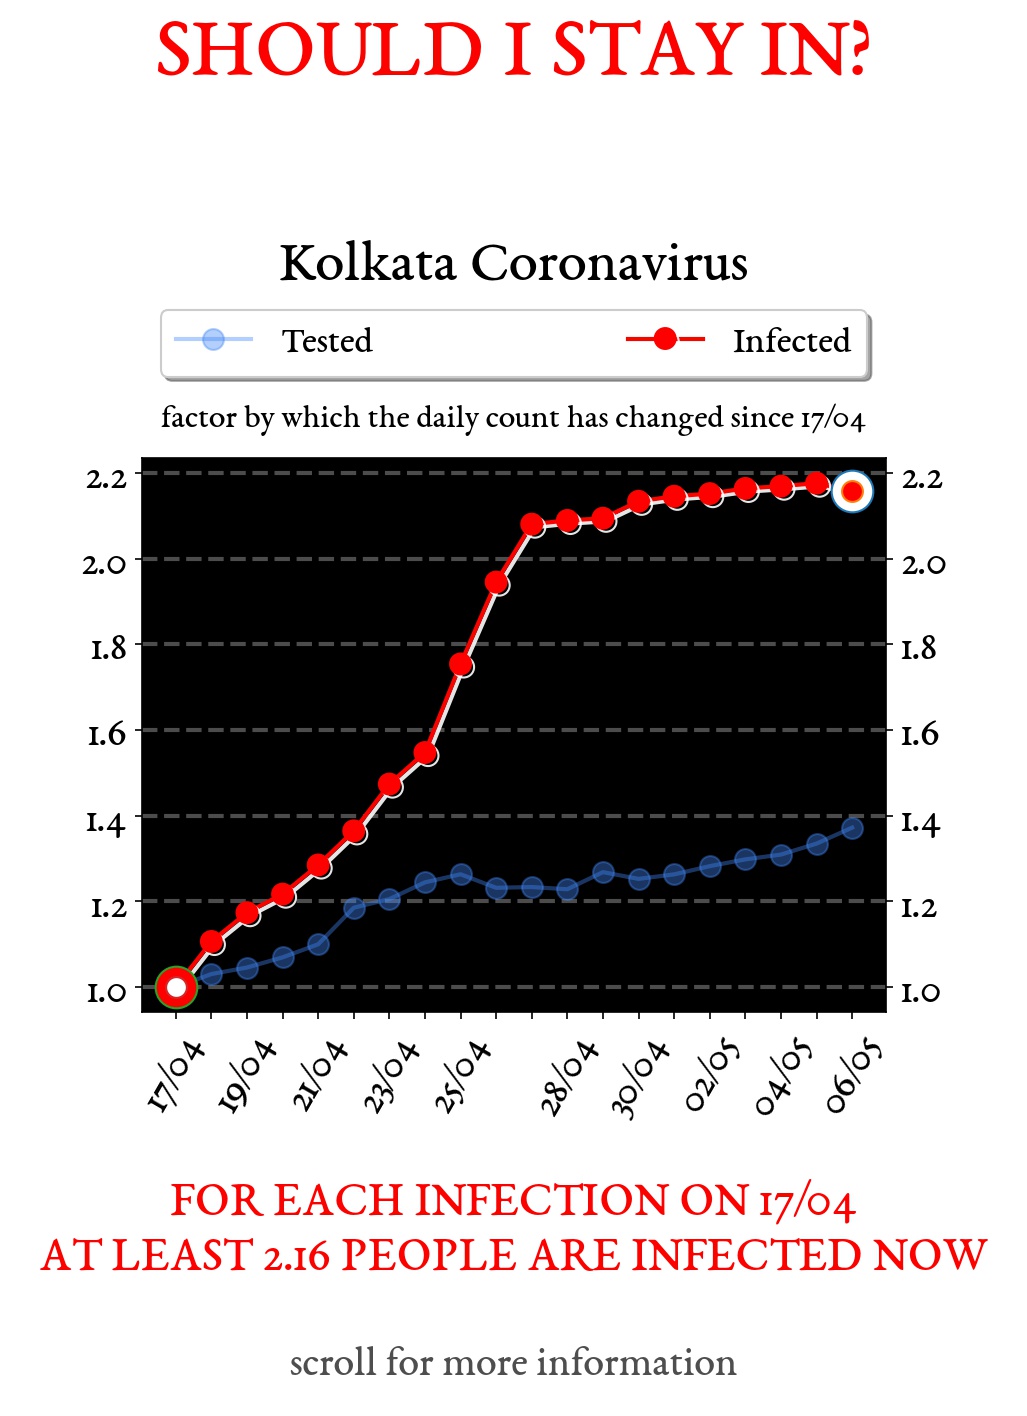 SHOULD I STAY IN?
Kolkata Coronavirus
Tested Infected
factor by which the daily count has changed since 17/04
2.2 2.2
2.0 2.0
1.8 1.8
1.6 1.6
1.4 1.4
1.2 1.2
1.0 1.0
17/04 19/04 21/04 23/04 25/04 28/04 30/04 02/05 04/05 06/05
FOR EACH INFECTION ON 17/04
AT LEAST 2.16 PEOPLE ARE INFECTED NOW
scroll for more information